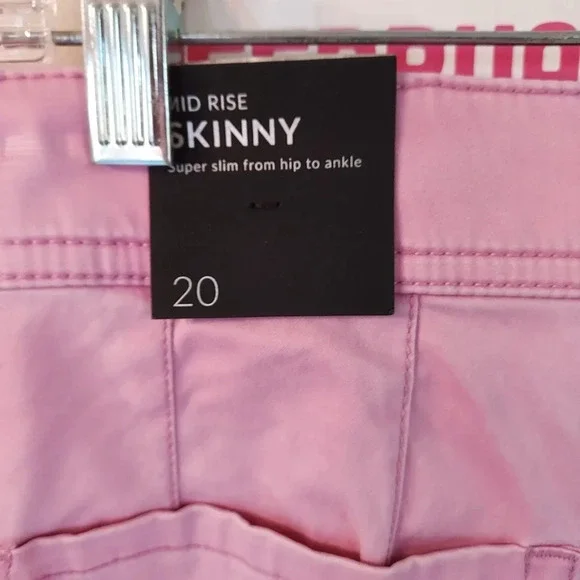 MID RISE
SKINNY
Super slim from hip to ankle
20